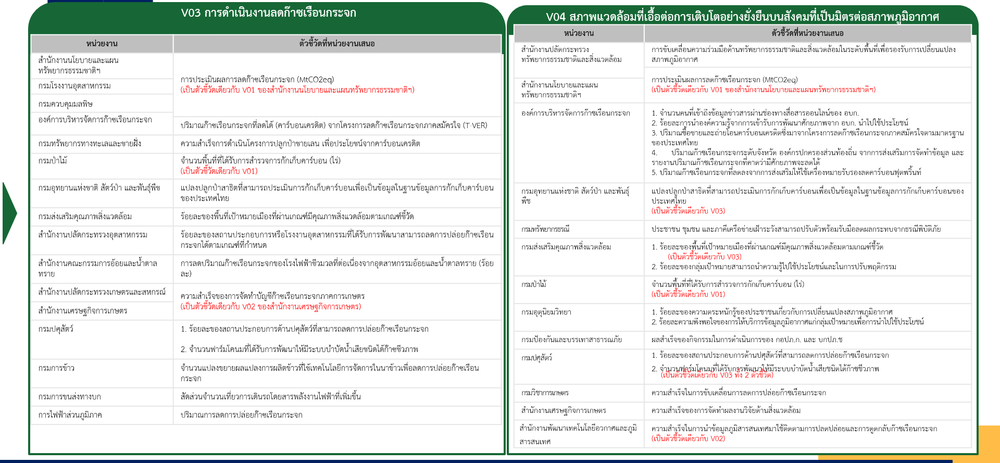 V03 การดำเนินงานลดก๊าซเรือนกระจก
หน่วยงาน
ตัวชี้วัดที่หน่วยงานเสนอ
สำนักงานนโยบายและแผน
ทรัพยากรธรรมชาติฯ
กรมโรงงานอุตสาหกรรม
กรมควบคุมมลพิษ
การประเมินผลการลดก๊าซเรือนกระจก (MtCO2eq)
(เป็นตัวชี้วัดเดียวกับ V01 ของสำนักงานนโยบายและแผนทรัพยากรธรรมชาติฯ)
องค์การบริหารจัดการก๊าซเรือนกระจก
ปริมาณก๊าซเรือนกระจกที่ลดได้ (คาร์บอนเครดิต) จากโครงการลดก๊าซเรือนกระจกภาคสมัครใจ (T-VER)
กรมทรัพยากรทางทะเลและชายฝั่ง
ความสำเร็จการดำเนินโครงการปลูกป่าชายเลน เพื่อประโยชน์จากคาร์บอนเครดิต
กรมป่าไม้
จำนวนพื้นที่ที่ได้รับการสำรวจการกักเก็บคาร์บอน (ไร่)
(เป็นตัวชี้วัดเดียวกับ V01)
กรมอุทยานแห่งชาติ สัตว์ป่า และพันธุ์พืช
แปลงปลูกป่าสาธิตที่สามารถประเมินการกักเก็บคาร์บอนเพื่อเป็นข้อมูลในฐานข้อมูลการกักเก็บคาร์บอน
ของประเทศไทย
กรมส่งเสริมคุณภาพสิ่งแวดล้อม
ร้อยละของพื้นที่เป้าหมายเมืองที่ผ่านเกณฑ์มีคุณภาพสิ่งแวดล้อมตามเกณฑ์ชี้วัด
สำนักงานปลัดกระทรวงอุตสาหกรรม
ร้อยละของสถานประกอบการหรือโรงงานอุตสาหกรรมที่ได้รับการพัฒนาสามารถลดการปล่อยก๊าซเรือน
กระจกได้ตามเกณฑ์ที่กำหนด
สำนักงานคณะกรรมการอ้อยและน้ำตาล
ทราย
การลดปริมาณก๊าซเรือนกระจกของโรงไฟฟ้าชีวมวลที่ต่อเนื่องจากอุตสาหกรรมอ้อยและน้ำตาลทราย (ร้อย
ละ)
สำนักงานปลัดกระทรวงเกษตรและสหกรณ์
สำนักงานเศรษฐกิจการเกษตร
ความสำเร็จของการจัดทำบัญชีก๊าซเรือนกระจกภาคการเกษตร
(เป็นตัวชี้วัดเดียวกับ V02 ของสำนักงานเศรษฐกิจการเกษตร)
กรมปศุสัตว์
1. ร้อยละของสถานประกอบการด้านปศุสัตว์ที่สามารถลดการปล่อยก๊าซเรือนกระจก
2. จำนวนฟาร์มโคนมที่ได้รับการพัฒนาให้มีระบบบำบัดน้ำเสียชนิดได้ก๊าซชีวภาพ
กรมการข้าว
จำนวนแปลงขยายผลแปลงการผลิตข้าวที่ใช้เทคโนโลยีการจัดการในนาข้าวเพื่อลดการปล่อยก๊าซเรือน
กระจก
กรมการขนส่งทางบก
สัดส่วนจำนวนเที่ยวการเดินรถโดยสารพลังงานไฟฟ้าที่เพิ่มขึ้น
การไฟฟ้าส่วนภูมิภาค
ปริมาณการลดการปล่อยก๊าซเรือนกระจก
V04 สภาพแวดล้อมที่เอื้อต่อการเติบโตอย่างยั่งยืนบนสังคมที่เป็นมิตรต่อสภาพภูมิอากาศ
หน่วยงาน
ตัวชี้วัดที่หน่วยงานเสนอ
สำนักงานปลัดกระทรวง
ทรัพยากรธรรมชาติและสิ่งแวดล้อม
การขับเคลื่อนความร่วมมือด้านทรัพยากรธรรมชาติและสิ่งแวดล้อมในระดับพื้นที่เพื่อรองรับการเปลี่ยนแปลง
สภาพภูมิอากาศ
สำนักงานนโยบายและแผน
ทรัพยากรธรรมชาติฯ
การประเมินผลการลดก๊าซเรือนกระจก (MtCO2eq)
(เป็นตัวชี้วัดเดียวกับ V01 ของสำนักงานนโยบายและแผนทรัพยากรธรรมชาติฯ)
องค์การบริหารจัดการก๊าซเรือนกระจก
1. จำนวนคนที่เข้าถึงข้อมูลข่าวสารผ่านช่องทางสื่อสารออนไลน์ของ อบก.
2. ร้อยละการนำองค์ความรู้จากการเข้ารับการพัฒนาศักยภาพจาก อบก. นำไปใช้ประโยชน์
3. ปริมาณซื้อขายและถ่ายโอนคาร์บอนเครดิตซึ่งมาจากโครงการลดก๊าซเรือนกระจกภาคสมัครใจตามมาตรฐาน
ของประเทศไทย
4. ปริมาณก๊าซเรือนกระจกระดับจังหวัด องค์กรปกครองส่วนท้องถิ่น จากการส่งเสริมการจัดทำข้อมูล และ
รายงานปริมาณก๊าซเรือนกระจกที่คาดว่ามีศักยภาพจะลดได้
5. ปริมาณก๊าซเรือนกระจกที่ลดลงจากการส่งเสริมให้ใช้เครื่องหมายรับรองลดคาร์บอนฟุตพริ้นท์
กรมอุทยานแห่งชาติ สัตว์ป่า และพันธุ์
พืช
แปลงปลูกป่าสาธิตที่สามารถประเมินการกักเก็บคาร์บอนเพื่อเป็นข้อมูลในฐานข้อมูลการกักเก็บคาร์บอนของ
ประเทศไทย
(เป็นตัวชี้วัดเดียวกับ V03)
กรมทรัพยากรธรณี
ประชาชน ชุมชน และภาคีเครือข่ายเฝ้าระวังสามารถปรับตัวพร้อมรับมือลดผลกระทบจากธรณีพิบัติภัย
กรมส่งเสริมคุณภาพสิ่งแวดล้อม
1. ร้อยละของพื้นที่เป้าหมายเมืองที่ผ่านเกณฑ์มีคุณภาพสิ่งแวดล้อมตามเกณฑ์ชี้วัด
(เป็นตัวชี้วัดเดียวกับ V03)
2. ร้อยละของกลุ่มเป้าหมายสามารถนำความรู้ไปใช้ประโยชน์และในการปรับพฤติกรรม
กรมป่าไม้
จำนวนพื้นที่ที่ได้รับการสำรวจการกักเก็บคาร์บอน (ไร่)
(เป็นตัวชี้วัดเดียวกับ V01)
กรมอุตุนิยมวิทยา
1. ร้อยละของความตระหนักรู้ของประชาชนเกี่ยวกับการเปลี่ยนแปลงสภาพภูมิอากาศ
2. ร้อยละความพึงพอใจของการให้บริการข้อมูลภูมิอากาศแก่กลุ่มเป้าหมายเพื่อการนำไปใช้ประโยชน์
กรมป้องกันและบรรเทาสาธารณภัย
ผลสำเร็จของกิจกรรมในการดำเนินการของ กอปภ.ก. และ บกปภ.ช
กรมปศุสัตว์
1. ร้อยละของสถานประกอบการด้านปศุสัตว์ที่สามารถลดการปล่อยก๊าซเรือนกระจก
2. จำนวนฟาร์มโคนมที่ได้รับการพัฒนาให้มีระบบบำบัดน้ำเสียชนิดได้ก๊าซชีวภาพ
(เป็นตัวชี้วัดเดียวกับ V03 ทั้ง 2 ตัวชี้วัด)
กรมวิชาการเกษตร
ความสำเร็จในการขับเคลื่อนการลดการปล่อยก๊าซเรือนกระจก
สำนักงานเศรษฐกิจการเกษตร
ความสำเร็จของการจัดทำผลงานวิจัยด้านสิ่งแวดล้อม
สำนักงานพัฒนาเทคโนโลยีอวกาศและภูมิ
สารสนเทศ
ความสำเร็จในการนำข้อมูลภูมิสารสนเทศมาใช้ติดตามการปลดปล่อยและการดูดกลับก๊าซเรือนกระจก
(เป็นตัวชี้วัดเดียวกับ V02)